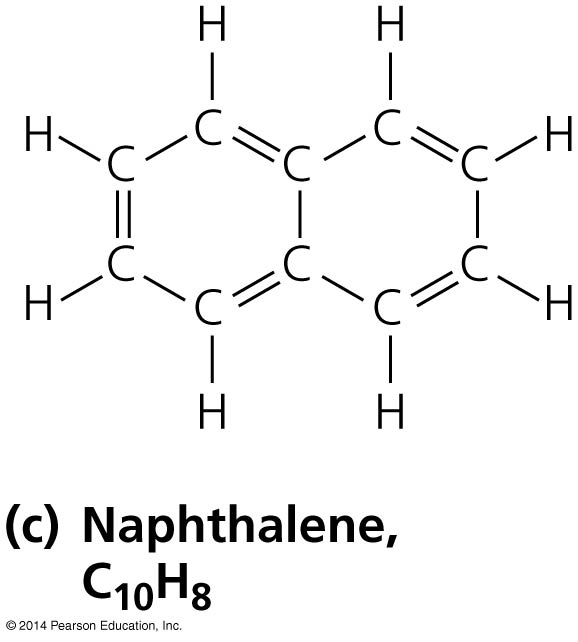 H H
H C C H
C C C
C C C
H C C H
H H
(c) Naphthalene,
C₁₀H₈
© 2014 Pearson Education, Inc.